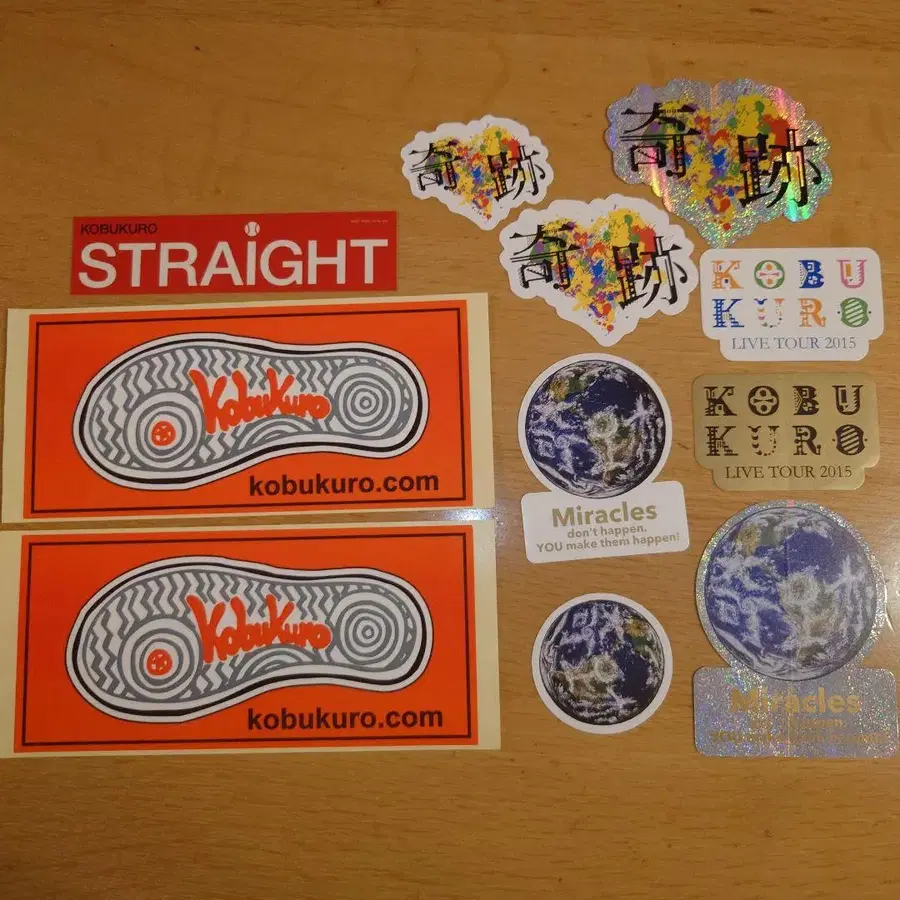 KOBUKURO
STRAIGHT
Kobukuro
kobukuro.com
Kobukuro
kobukuro.com
奇跡
奇跡
奇跡
KOBU
KURO
LIVE TOUR 2015
KOBU
KURO
LIVE TOUR 2015
Miracles
don't happen,
YOU make them happen!
Miracles